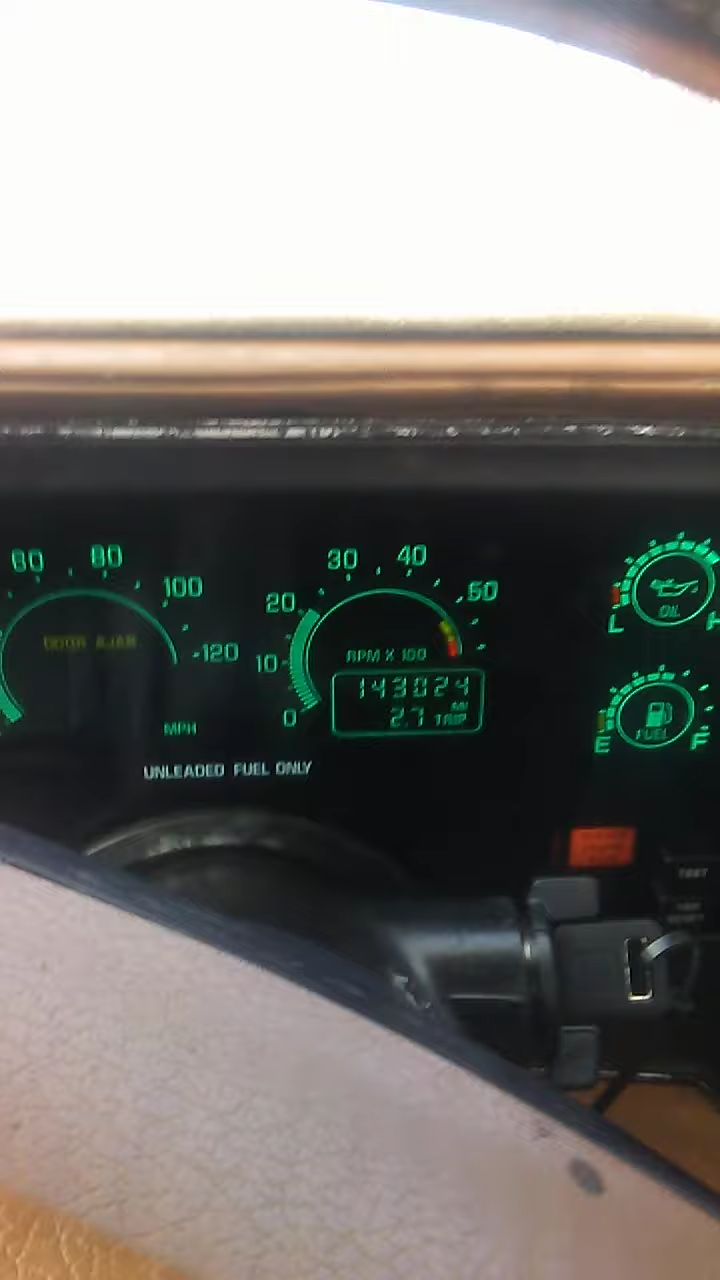 60 80 100 -120
DOOR AJAR
MPH
0 10 20 30 40 50
RPM X 100
143024
MI
2.7 TRIP
UNLEADED FUEL ONLY
OIL
L H
FUEL
E F
TEST